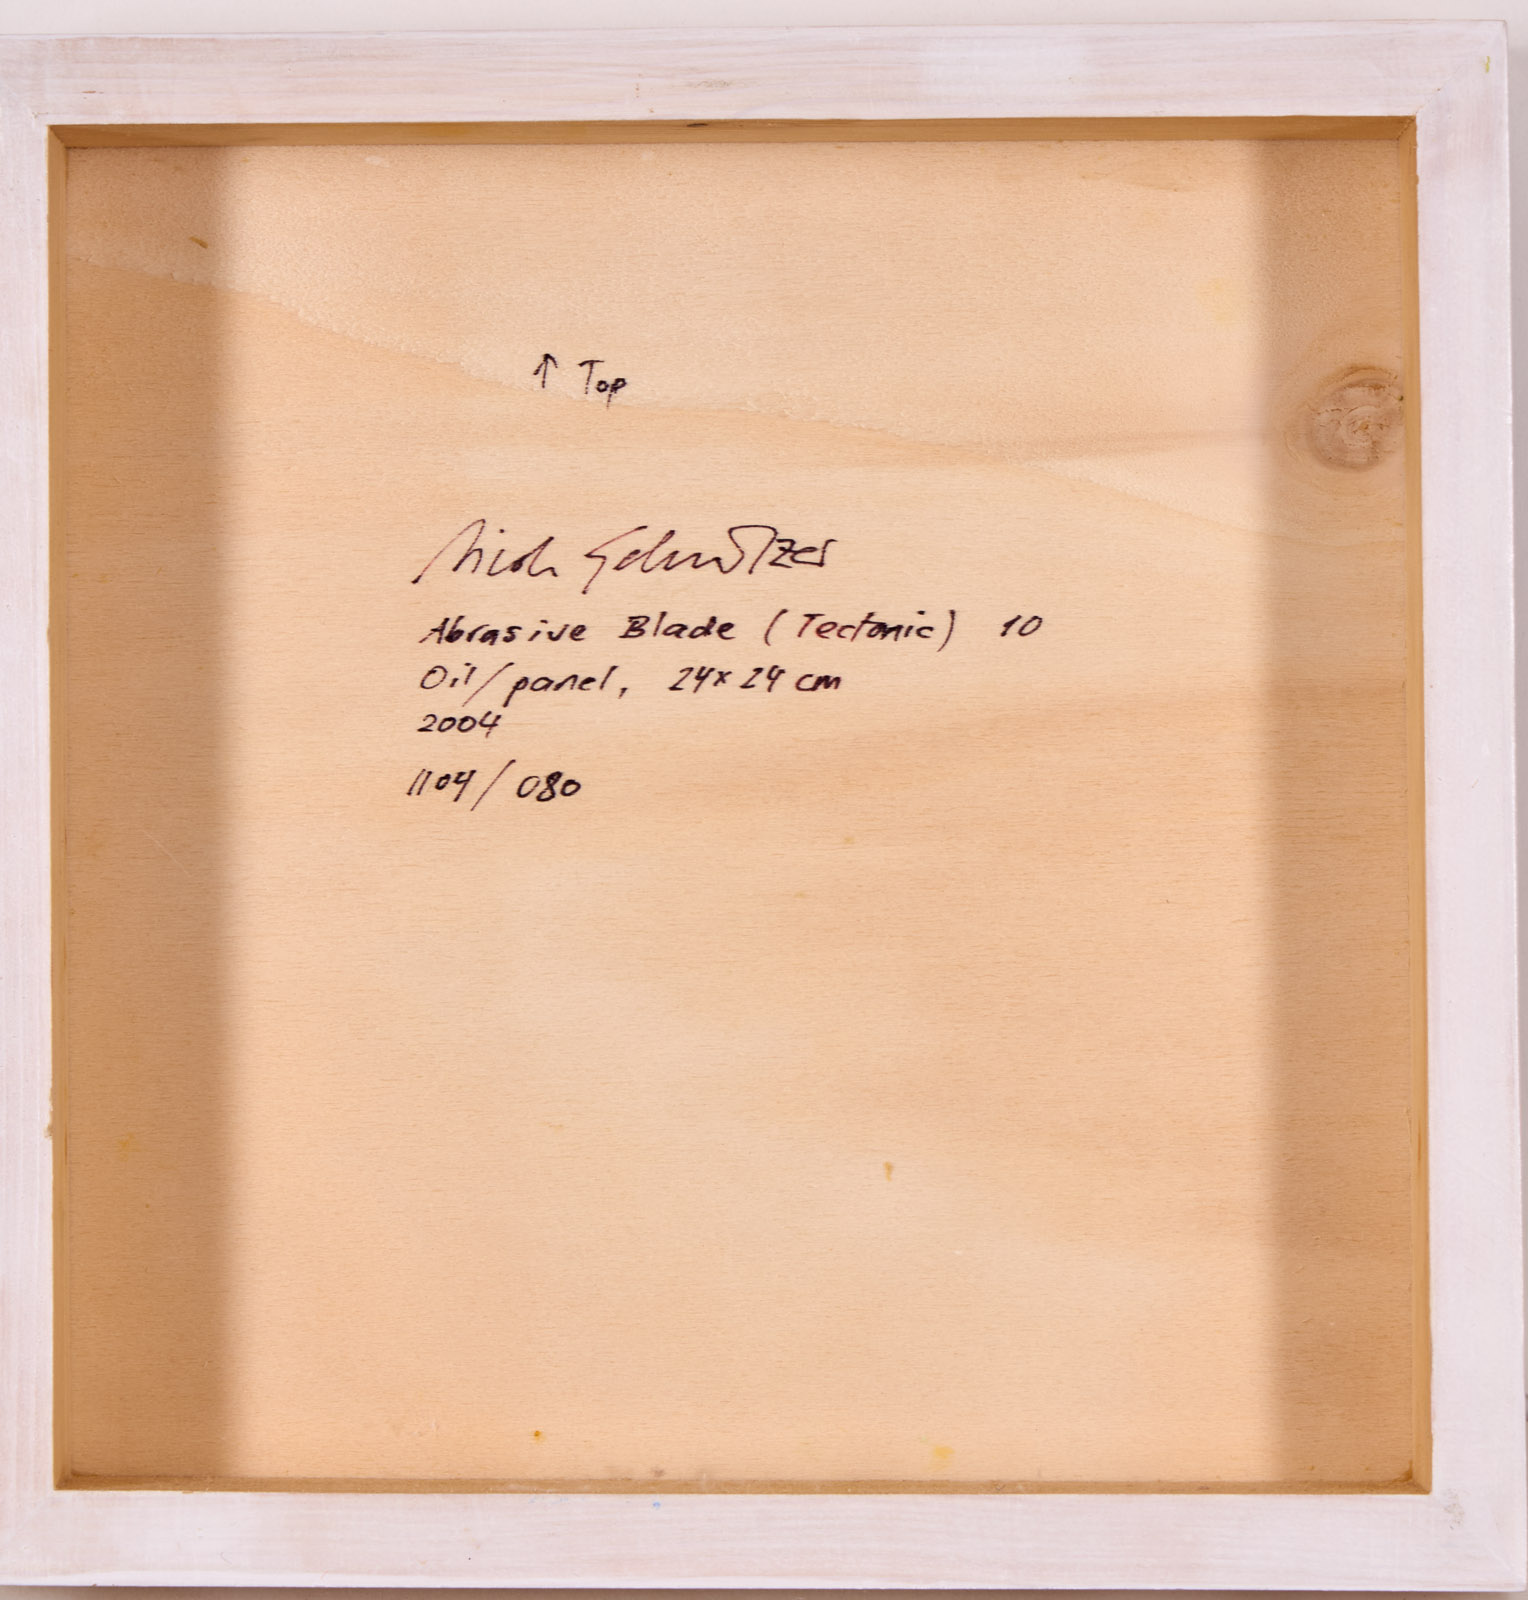 ↑ Top
Abrasive Blade (Tectonic) 10
Oil/panel, 24x24 cm
2004
1104/080